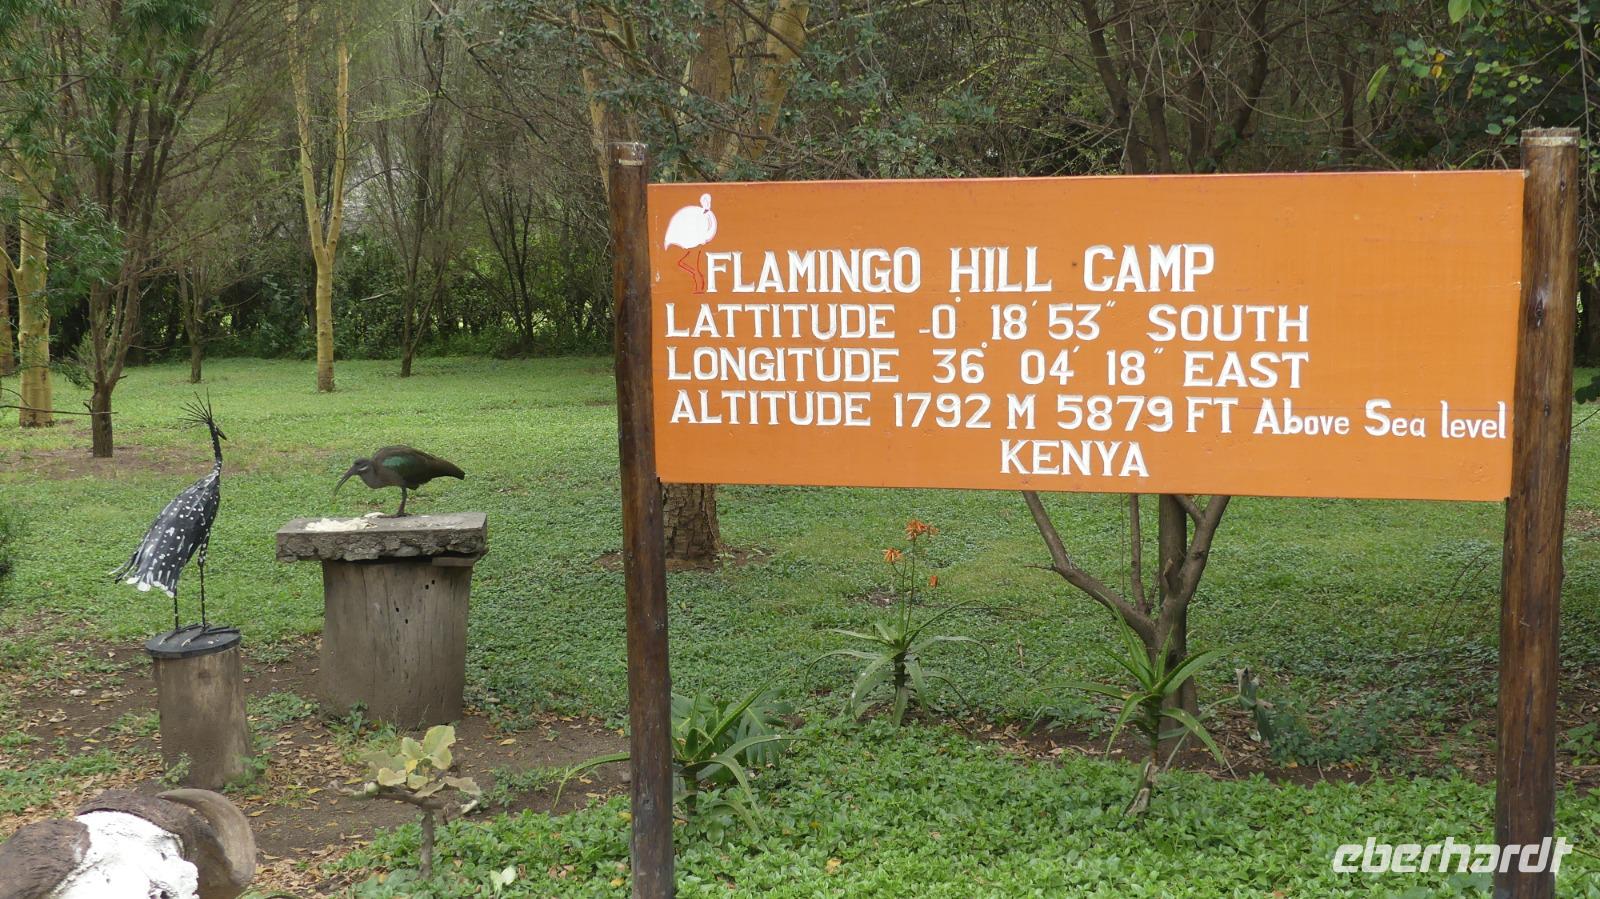 FLAMINGO HILL CAMP
LATTITUDE -0° 18' 53" SOUTH
LONGITUDE 36° 04' 18" EAST
ALTITUDE 1792 M 5879 FT Above Sea level
KENYA
eberhardt